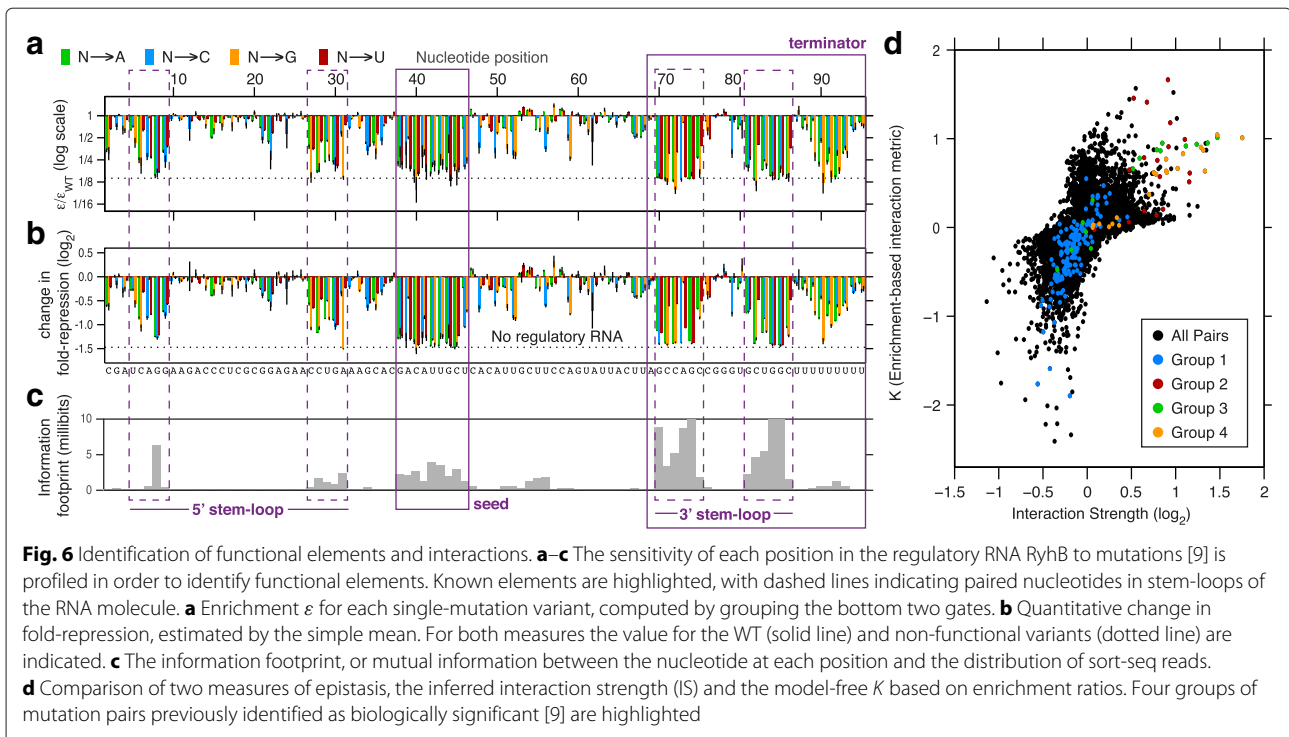 a
N→A N→C N→G N→U Nucleotide position
terminator
10 20 30 40 50 60 70 80 90
ε/εWT (log scale)
1
1/2
1/4
1/8
1/16
b
change in
fold-repression (log2)
0.5
0.0
-0.5
-1.0
-1.5
No regulatory RNA
CGAUCAGGAAGACCCUCGCGGAGAACCUGAAAGCACGACAUUGCUCACAUUGCUUCCAGUAUUACUUAGCCAGCCGGGUGCUGGCUUUUUUUUU
c
Information
footprint (millibits)
10
5
0
5' stem-loop
seed
3' stem-loop
d
K (Enrichment-based interaction metric)
2
1
0
−1
−2
All Pairs
Group 1
Group 2
Group 3
Group 4
−1.5 −1 −0.5 0 0.5 1 1.5 2
Interaction Strength (log2)
Fig. 6 Identification of functional elements and interactions. a–c The sensitivity of each position in the regulatory RNA RyhB to mutations [9] is
profiled in order to identify functional elements. Known elements are highlighted, with dashed lines indicating paired nucleotides in stem-loops of
the RNA molecule. a Enrichment ε for each single-mutation variant, computed by grouping the bottom two gates. b Quantitative change in
fold-repression, estimated by the simple mean. For both measures the value for the WT (solid line) and non-functional variants (dotted line) are
indicated. c The information footprint, or mutual information between the nucleotide at each position and the distribution of sort-seq reads.
d Comparison of two measures of epistasis, the inferred interaction strength (IS) and the model-free K based on enrichment ratios. Four groups of
mutation pairs previously identified as biologically significant [9] are highlighted